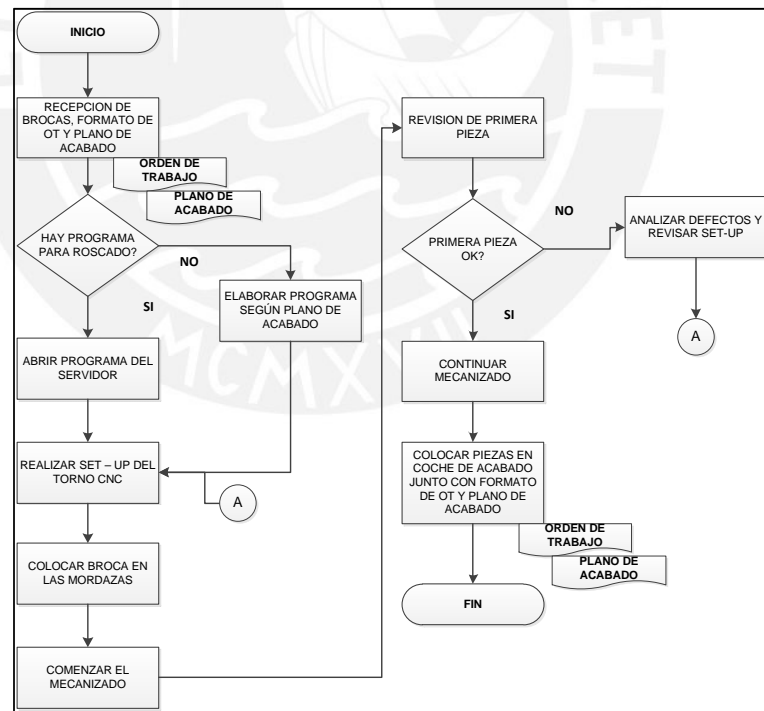 INICIO
RECEPCION DE
BROCAS, FORMATO DE
OT Y PLANO DE
ACABADO
ORDEN DE
TRABAJO
PLANO DE
ACABADO
HAY PROGRAMA
PARA ROSCADO?
NO
SI
ELABORAR PROGRAMA
SEGÚN PLANO DE
ACABADO
ABRIR PROGRAMA DEL
SERVIDOR
REALIZAR SET – UP DEL
TORNO CNC
A
COLOCAR BROCA EN
LAS MORDAZAS
COMENZAR EL
MECANIZADO
REVISION DE PRIMERA
PIEZA
PRIMERA PIEZA
OK?
NO
ANALIZAR DEFECTOS Y
REVISAR SET-UP
A
SI
CONTINUAR
MECANIZADO
COLOCAR PIEZAS EN
COCHE DE ACABADO
JUNTO CON FORMATO
DE OT Y PLANO DE
ACABADO
ORDEN DE
TRABAJO
PLANO DE
ACABADO
FIN